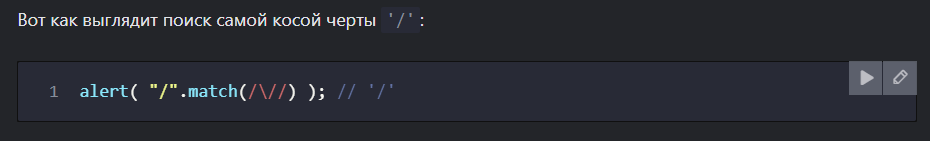 Вот как выглядит поиск самой косой черты '/':
1 alert( "/".match(/\//) ); // '/'